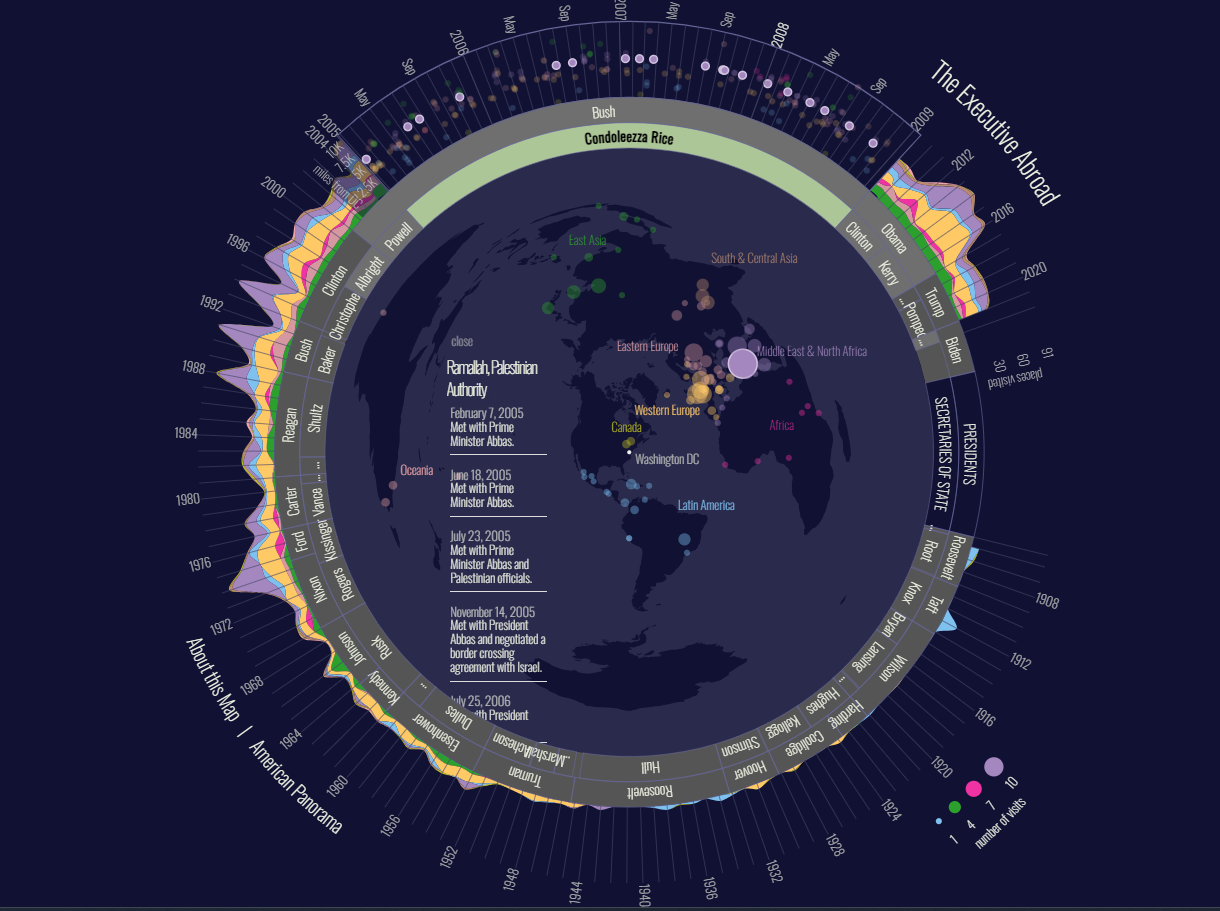 The Executive Abroad
2004
2005
May
Sep
2006
May
Sep
2007
May
Sep
2008
May
Sep
2009
2012
2016
2020
10K
7.5K
5K
2.5K
miles from DC
2000
1996
1992
1988
1984
1980
1976
1972
1968
1964
1960
1956
1952
1948
1944
1940
1936
1932
1928
1924
1920
1916
1912
1908
Bush
Condoleezza Rice
Clinton
Obama
Kerry
Trump
...Pompe...
Biden
30
60
91
places visited
PRESIDENTS
SECRETARIES OF STATE
Roosevelt
...
Root
Taft
Knox
Bryan
Wilson
Lansing
...
Harding
Hughes
Coolidge
Kellogg
Hoover
Stimson
Roosevelt
Hull
Truman
...Marshall
Acheson
Eisenhower
Dulles
...
Kennedy
Johnson
Rusk
Nixon
Rogers
Ford
Kissinger
Carter
Vance
...
...
Reagan
Shultz
Bush
Baker
Clinton
Christophe
Albright
Powell
East Asia
South & Central Asia
Eastern Europe
Middle East & North Africa
Western Europe
Canada
Africa
Washington DC
Oceania
Latin America
close
Ramallah, Palestinian
Authority
February 7, 2005
Met with Prime
Minister Abbas.
June 18, 2005
Met with Prime
Minister Abbas.
July 23, 2005
Met with Prime
Minister Abbas and
Palestinian officials.
November 14, 2005
Met with President
Abbas and negotiated a
border crossing
agreement with Israel.
July 25, 2006
with President
About this Map | American Panorama
1
4
7
10
number of visits